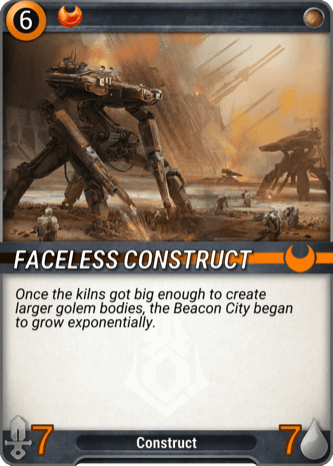 6
FACELESS CONSTRUCT
Once the kilns got big enough to create
larger golem bodies, the Beacon City began
to grow exponentially.
7 Construct 7